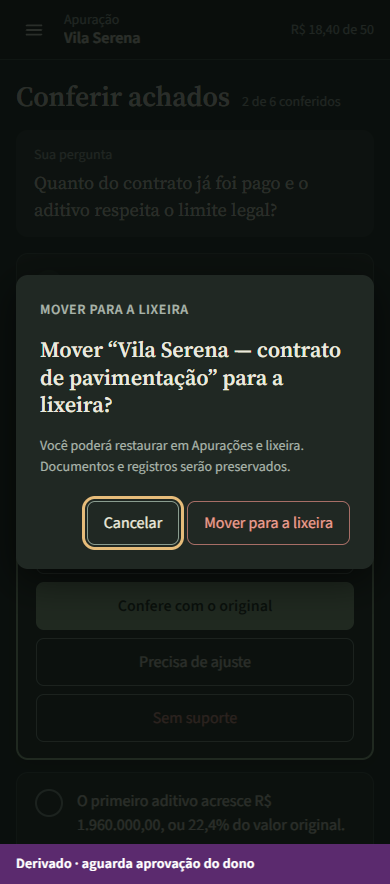 Apuração
Vila Serena
R$ 18,40 de 50
Conferir achados
2 de 6 conferidos
Sua pergunta
Quanto do contrato já foi pago e o
aditivo respeita o limite legal?
MOVER PARA A LIXEIRA
Mover “Vila Serena — contrato
de pavimentação” para a
lixeira?
Você poderá restaurar em Apurações e lixeira.
Documentos e registros serão preservados.
Cancelar
Mover para a lixeira
Confere com o original
Precisa de ajuste
Sem suporte
O primeiro aditivo acresce R$
1.960.000,00, ou 22,4% do valor original.
Derivado · aguarda aprovação do dono